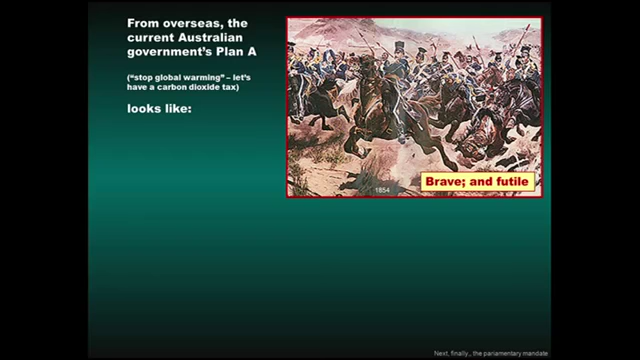 From overseas, the
current Australian
government's Plan A
("stop global warming" – let's
have a carbon dioxide tax)
looks like:
1854
Brave; and futile
Next, finally., the parliamentary mandate